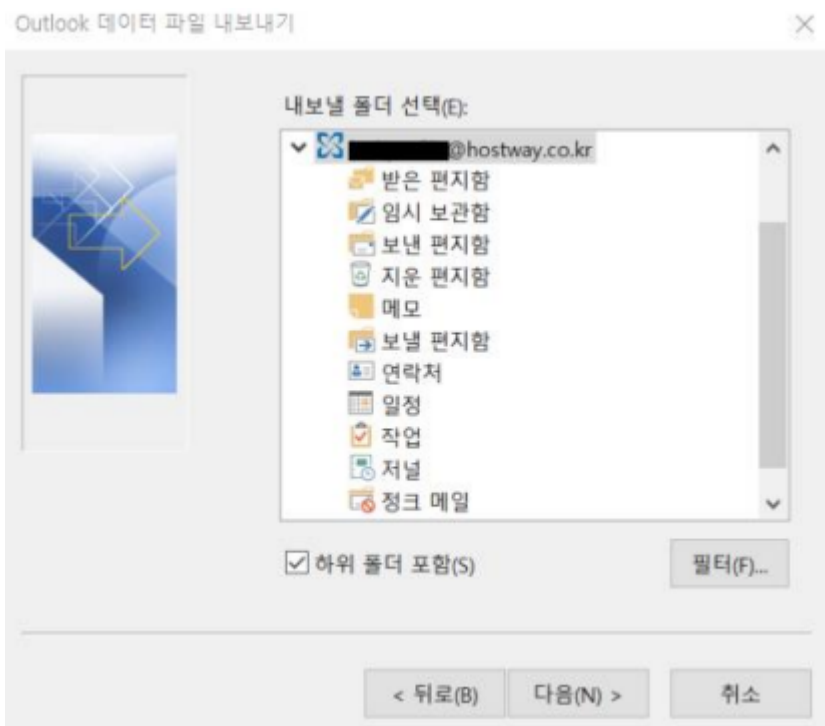 Outlook 데이터 파일 내보내기
내보낼 폴더 선택(E):
@hostway.co.kr
받은 편지함
임시 보관함
보낸 편지함
지운 편지함
메모
보낼 편지함
연락처
일정
작업
저널
정크 메일
하위 폴더 포함(S)
필터(F)...
< 뒤로(B)
다음(N) >
취소